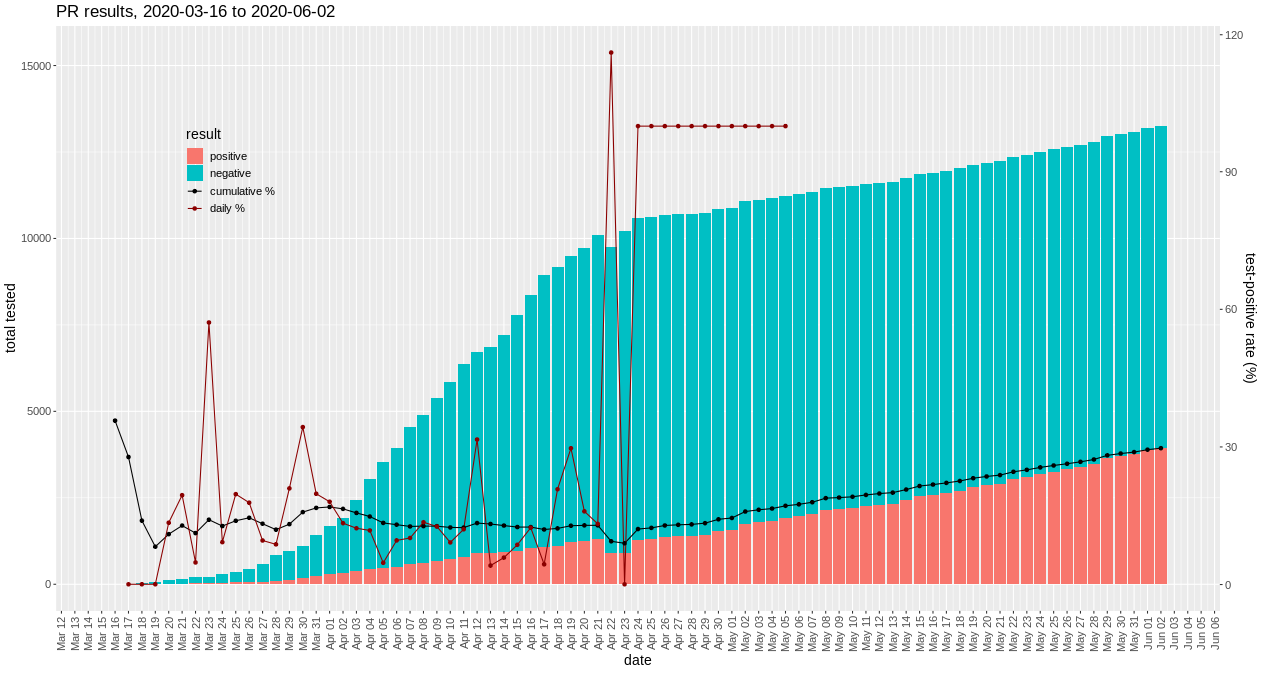 PR results, 2020-03-16 to 2020-06-02
total tested
15000
10000
5000
0
result
positive
negative
cumulative %
daily %
120
90
60
30
0
test-positive rate (%)
Mar 12
Mar 13
Mar 14
Mar 15
Mar 16
Mar 17
Mar 18
Mar 19
Mar 20
Mar 21
Mar 22
Mar 23
Mar 24
Mar 25
Mar 26
Mar 27
Mar 28
Mar 29
Mar 30
Mar 31
Apr 01
Apr 02
Apr 03
Apr 04
Apr 05
Apr 06
Apr 07
Apr 08
Apr 09
Apr 10
Apr 11
Apr 12
Apr 13
Apr 14
Apr 15
Apr 16
Apr 17
Apr 18
Apr 19
Apr 20
Apr 21
Apr 22
Apr 23
Apr 24
Apr 25
Apr 26
Apr 27
Apr 28
Apr 29
Apr 30
May 01
May 02
May 03
May 04
May 05
May 06
May 07
May 08
May 09
May 10
May 11
May 12
May 13
May 14
May 15
May 16
May 17
May 18
May 19
May 20
May 21
May 22
May 23
May 24
May 25
May 26
May 27
May 28
May 29
May 30
May 31
Jun 01
Jun 02
Jun 03
Jun 04
Jun 05
Jun 06
date